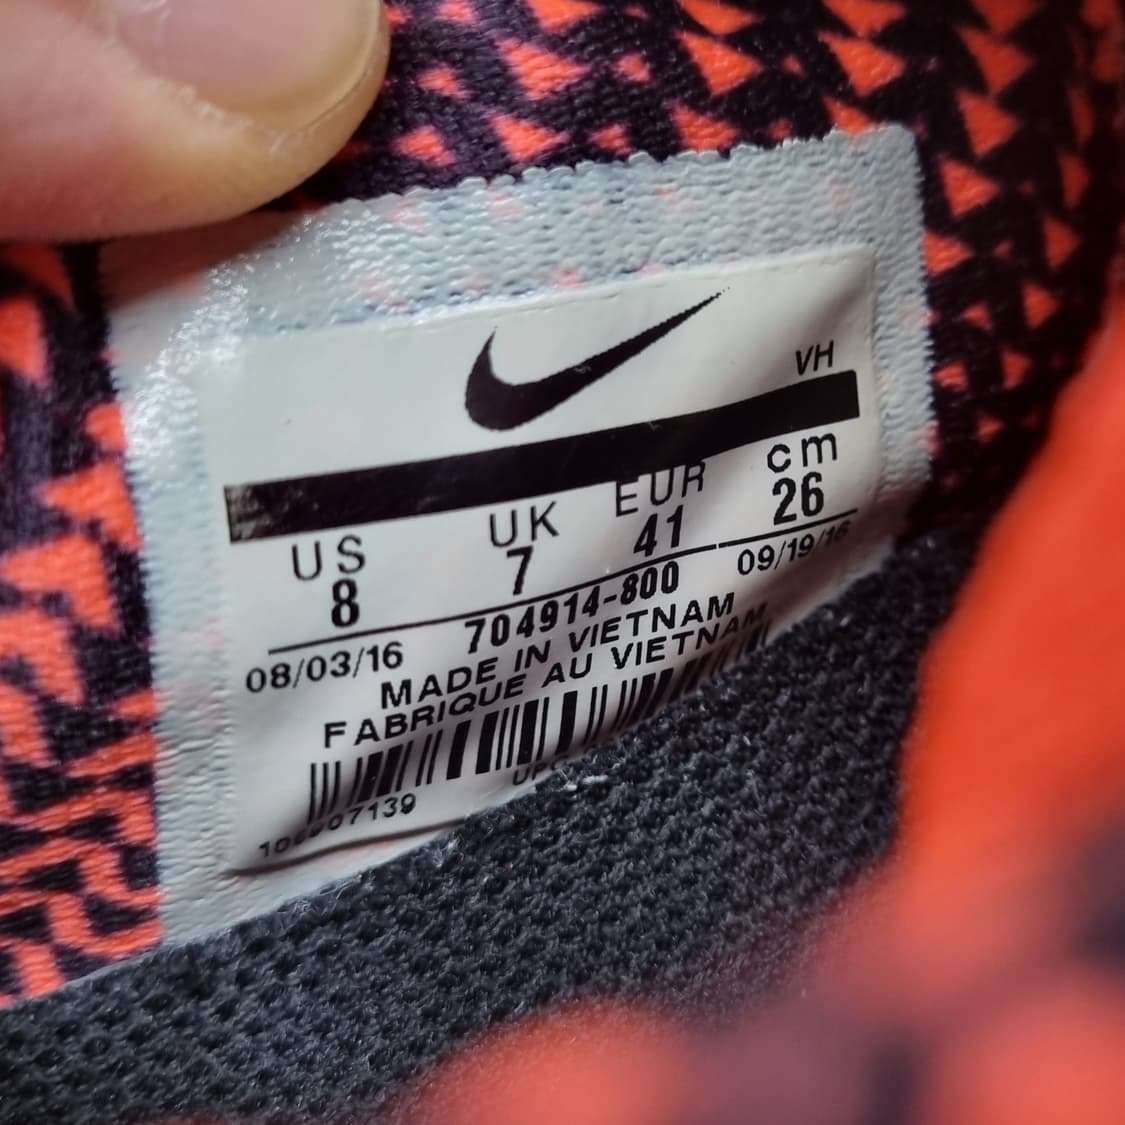 VH
US UK EUR cm
8 7 41 26
08/03/16 704914-800 09/19/16
MADE IN VIETNAM
FABRIQUE AU VIETNAM